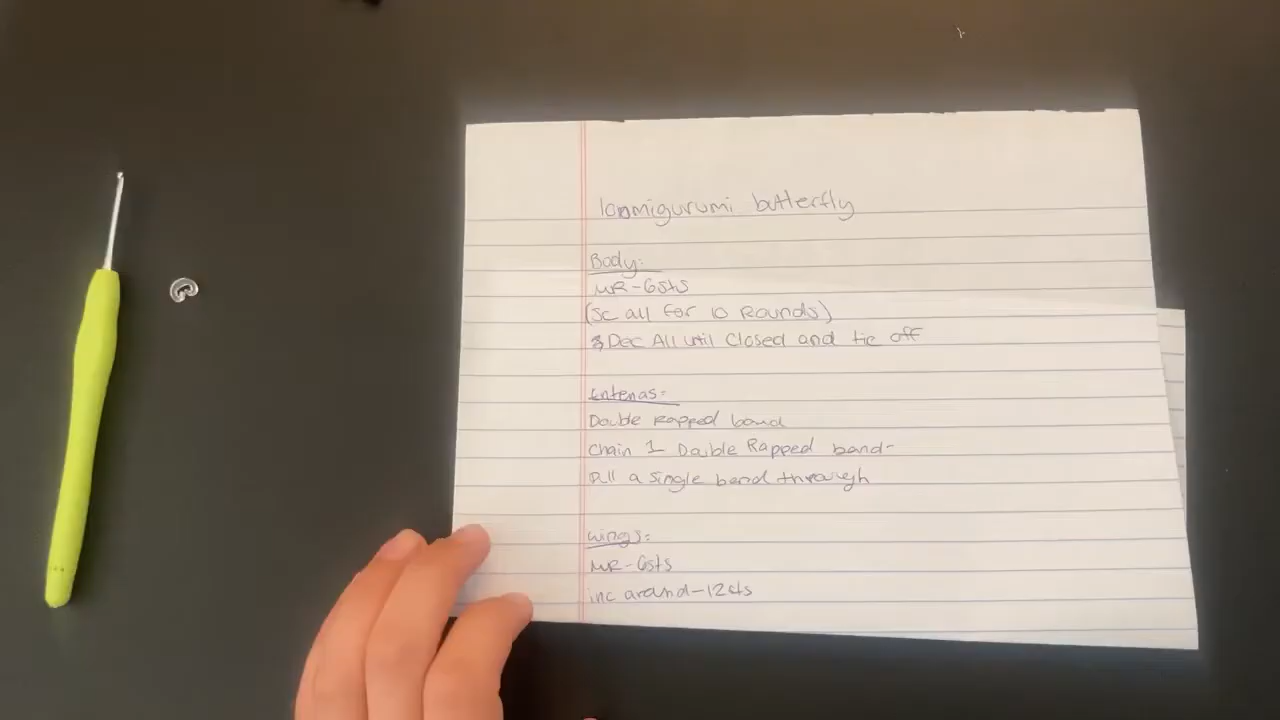 loomigurumi butterfly
Body:
MR-6sts
(Sc all for 10 Rounds)
Dec All until Closed and tie off
Entenas:
Double Rapped band
Chain 1 Double Rapped band-
Pull a single band through
Wings:
MR-6sts
inc around-12sts